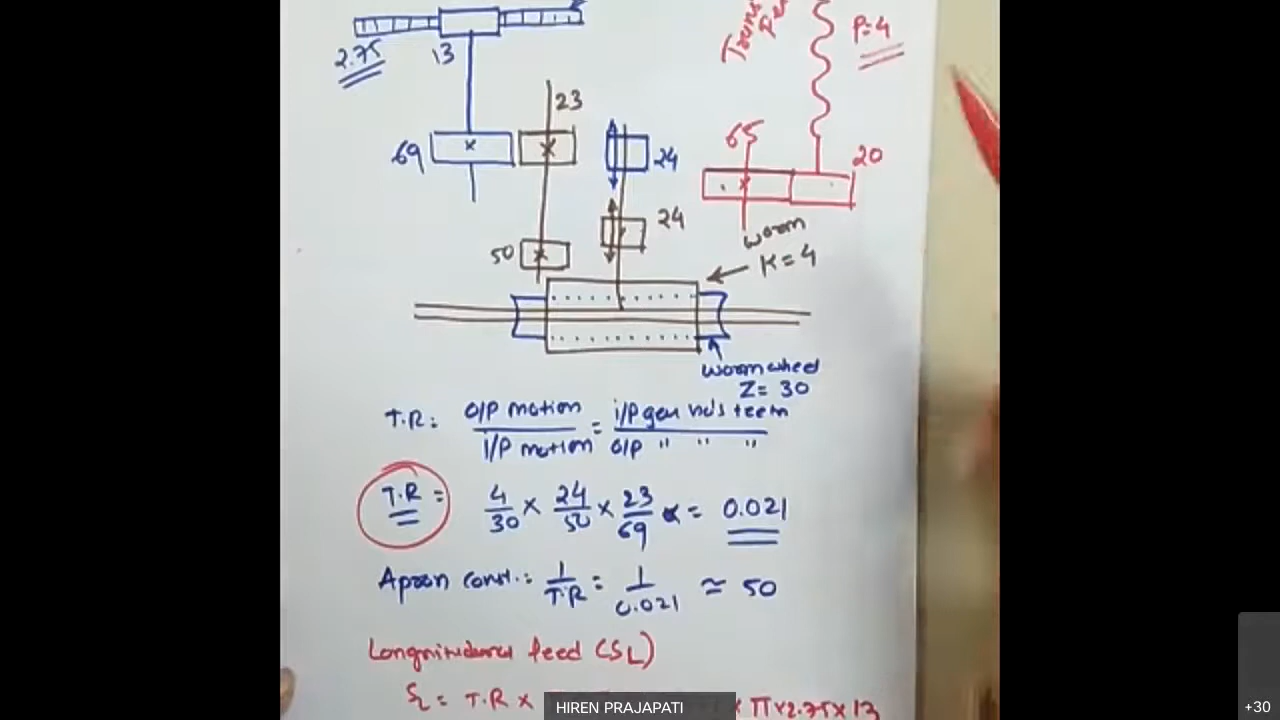 2.75
13
P=4
23
65
69
24
20
24
worm
K = 4
50
worm wheel
Z = 30
T.R = O/P motion / I/P motion = i/P gear no's teeth / O/P " " "
T.R = 4/30 × 24/50 × 23/69 = 0.021
Apron const. = 1/T.R = 1/0.021 ≈ 50
Longitudinal feed (SL)
SL = T.R × × π × 2.75 × 13
HIREN PRAJAPATI
+30